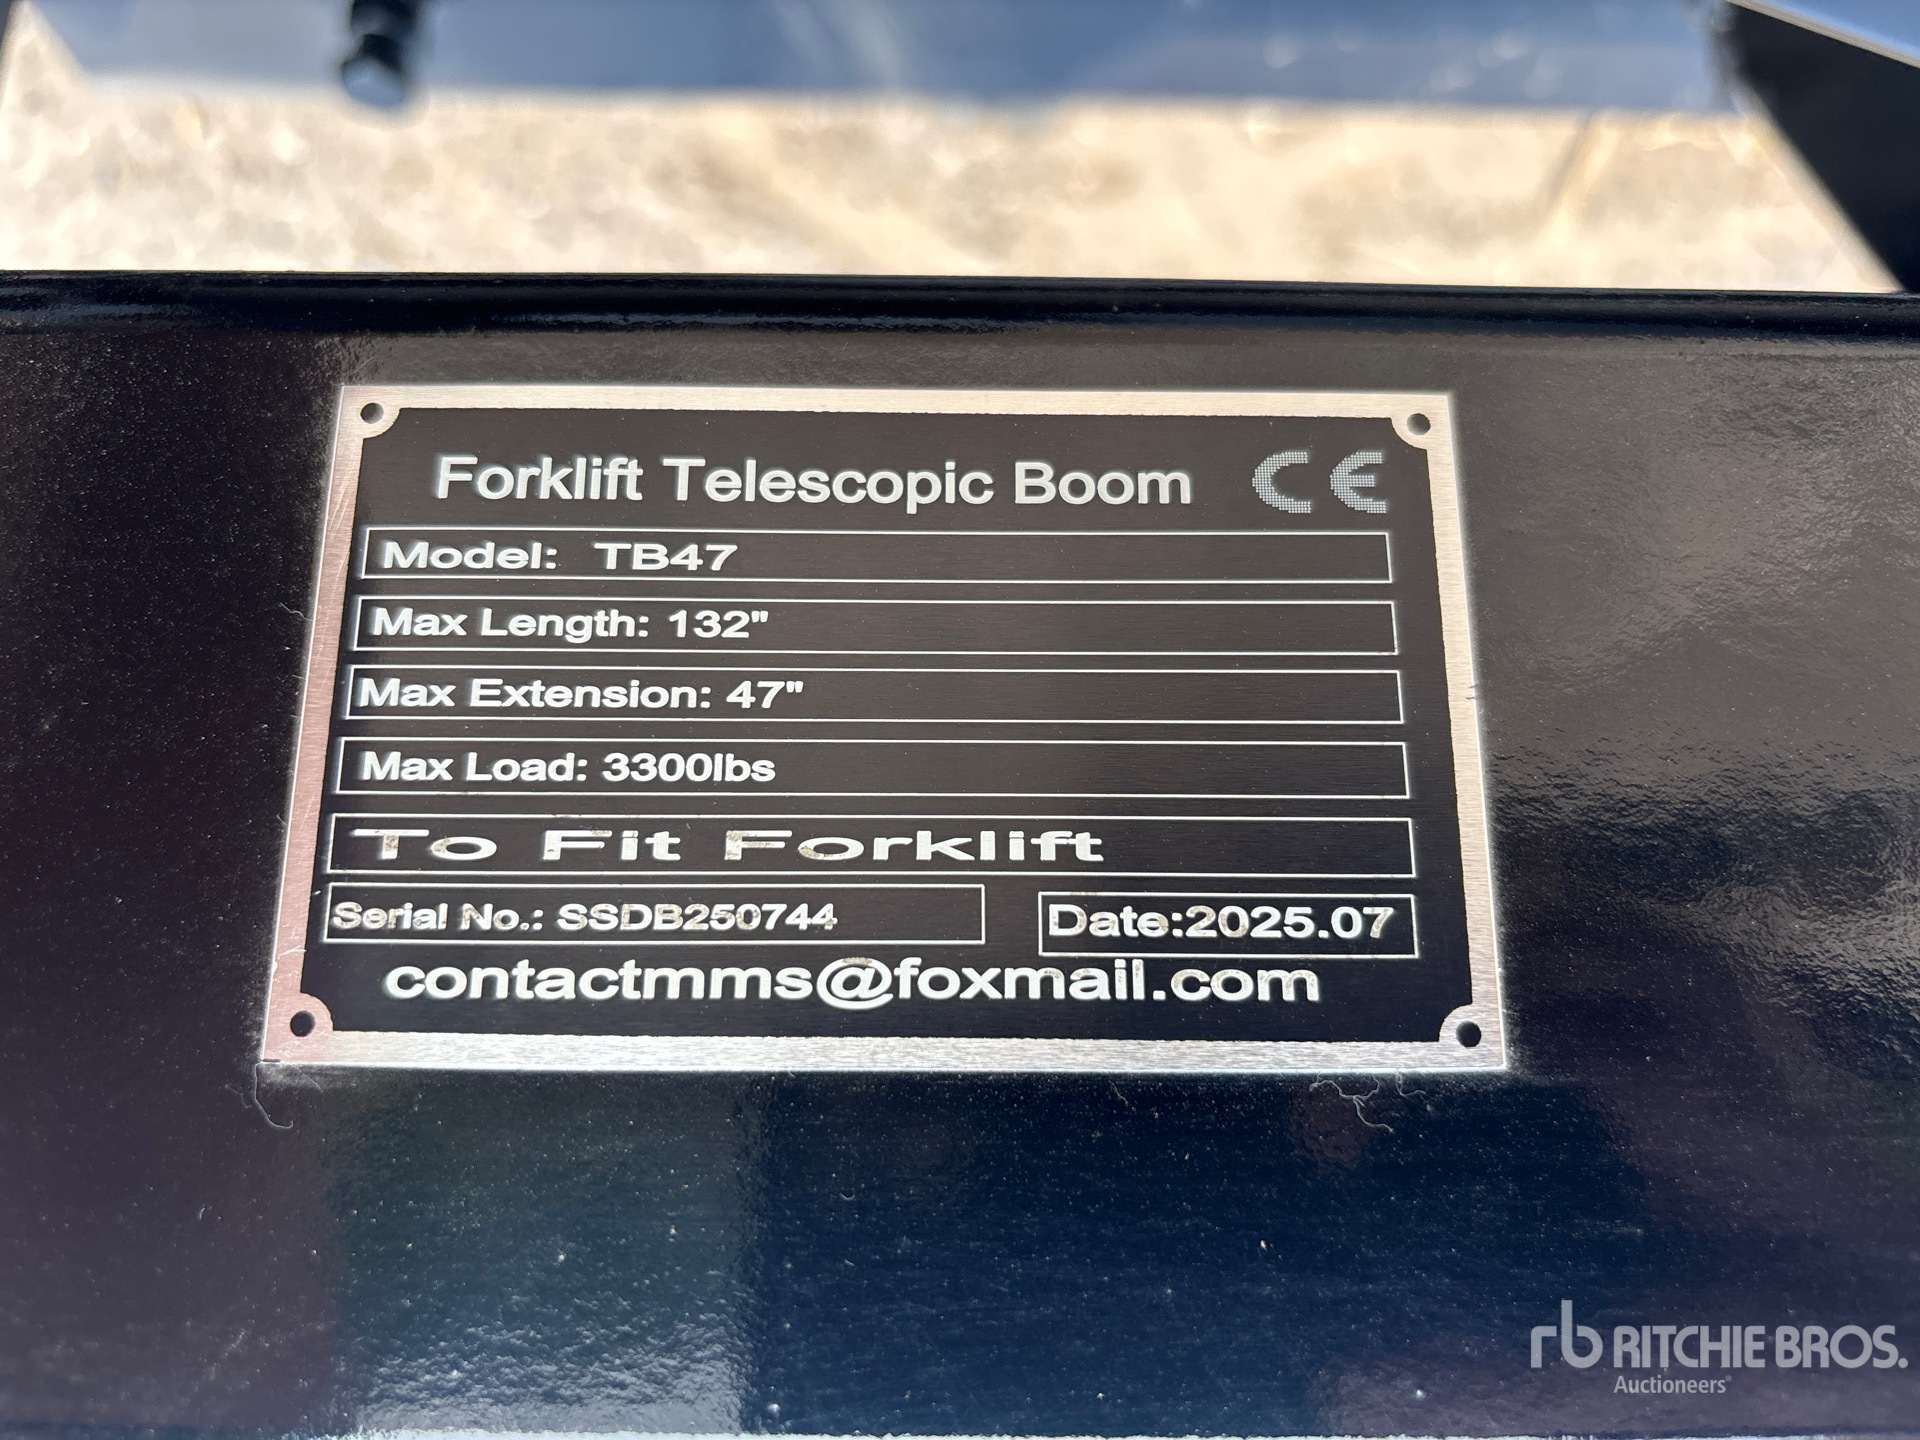 Forklift Telescopic Boom CE
Model: TB47
Max Length: 132"
Max Extension: 47"
Max Load: 3300lbs
To Fit Forklift
Serial No.: SSDB250744 Date:2025.07
contactmms@foxmail.com
rb RITCHIE BROS.
Auctioneers